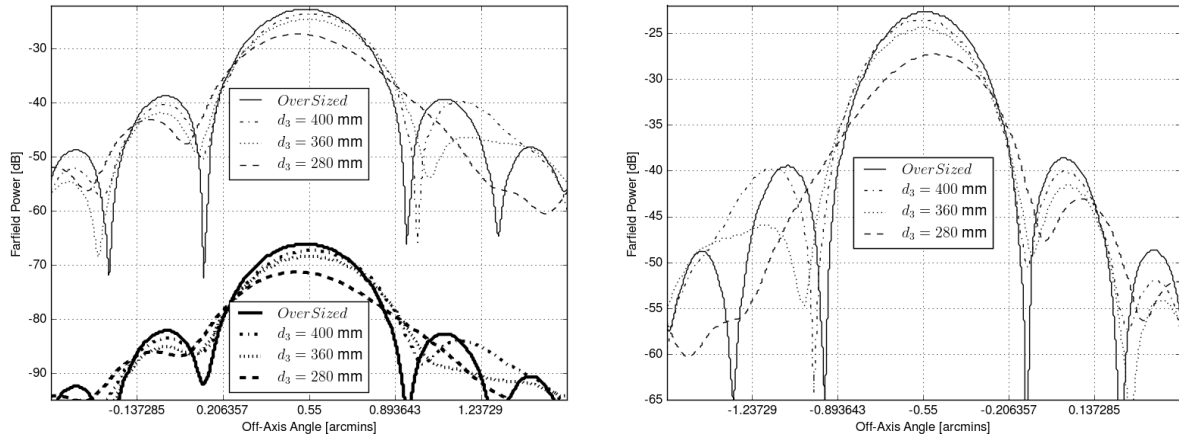 Farfield Power [dB]
-30
-40
-50
-60
-70
-80
-90
OverSized
d₃ = 400 mm
d₃ = 360 mm
d₃ = 280 mm
OverSized
d₃ = 400 mm
d₃ = 360 mm
d₃ = 280 mm
-0.137285 0.206357 0.55 0.893643 1.23729
Off-Axis Angle [arcmins]
Farfield Power [dB]
-25
-30
-35
-40
-45
-50
-55
-60
-65
OverSized
d₃ = 400 mm
d₃ = 360 mm
d₃ = 280 mm
-1.23729 -0.893643 -0.55 -0.206357 0.137285
Off-Axis Angle [arcmins]